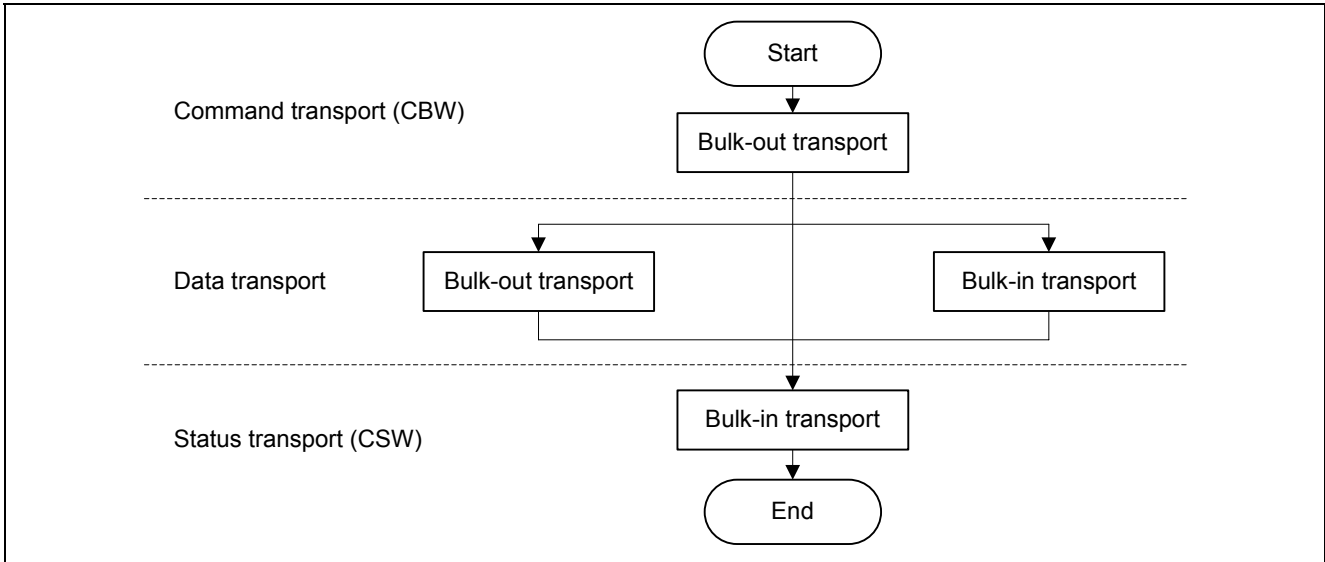 Start
Command transport (CBW)
Bulk-out transport
Data transport
Bulk-out transport
Bulk-in transport
Bulk-in transport
Status transport (CSW)
End